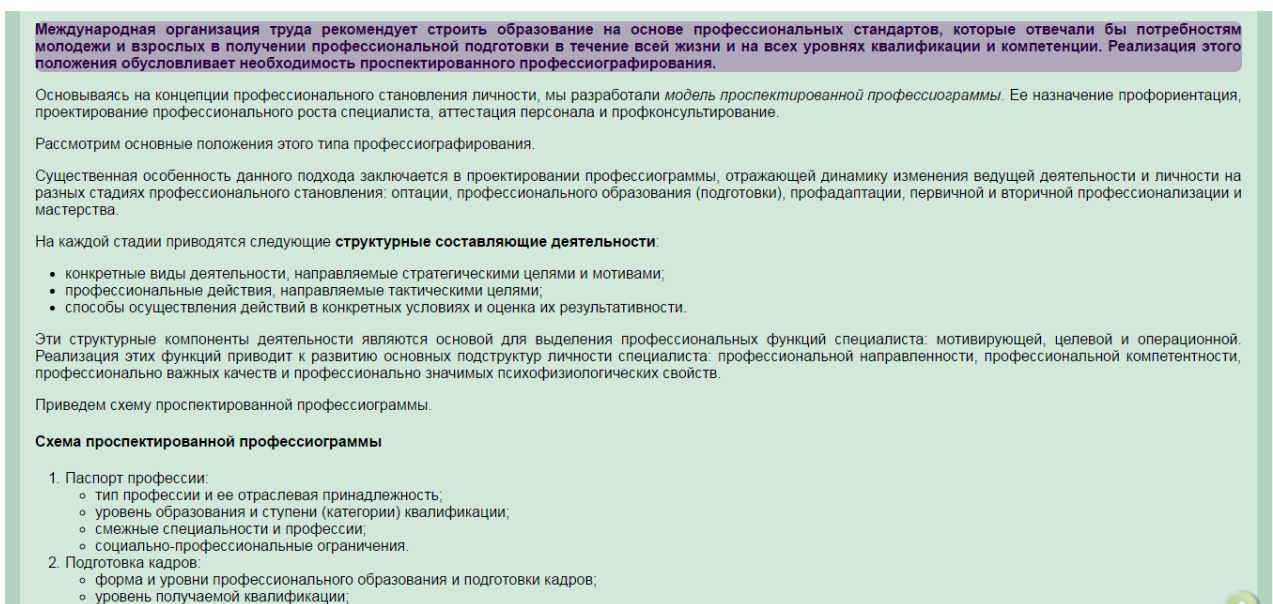 Международная организация труда рекомендует строить образование на основе профессиональных стандартов, которые отвечали бы потребностям
молодежи и взрослых в получении профессиональной подготовки в течение всей жизни и на всех уровнях квалификации и компетенции. Реализация этого
положения обусловливает необходимость проспектированного профессиографирования.
Основываясь на концепции профессионального становления личности, мы разработали модель проспектированной профессиограммы. Ее назначение профориентация,
проектирование профессионального роста специалиста, аттестация персонала и профконсультирование.
Рассмотрим основные положения этого типа профессиографирования.
Существенная особенность данного подхода заключается в проектировании профессиограммы, отражающей динамику изменения ведущей деятельности и личности на
разных стадиях профессионального становления: оптации, профессионального образования (подготовки), профадаптации, первичной и вторичной профессионализации и
мастерства.
На каждой стадии приводятся следующие структурные составляющие деятельности:
• конкретные виды деятельности, направляемые стратегическими целями и мотивами;
• профессиональные действия, направляемые тактическими целями;
• способы осуществления действий в конкретных условиях и оценка их результативности.
Эти структурные компоненты деятельности являются основой для выделения профессиональных функций специалиста: мотивирующей, целевой и операционной.
Реализация этих функций приводит к развитию основных подструктур личности специалиста: профессиональной направленности, профессиональной компетентности,
профессионально важных качеств и профессионально значимых психофизиологических свойств.
Приведем схему проспектированной профессиограммы.
Схема проспектированной профессиограммы
1. Паспорт профессии:
◦ тип профессии и ее отраслевая принадлежность;
◦ уровень образования и ступени (категории) квалификации;
◦ смежные специальности и профессии;
◦ социально-профессиональные ограничения.
2. Подготовка кадров:
◦ форма и уровни профессионального образования и подготовки кадров;
◦ уровень получаемой квалификации;